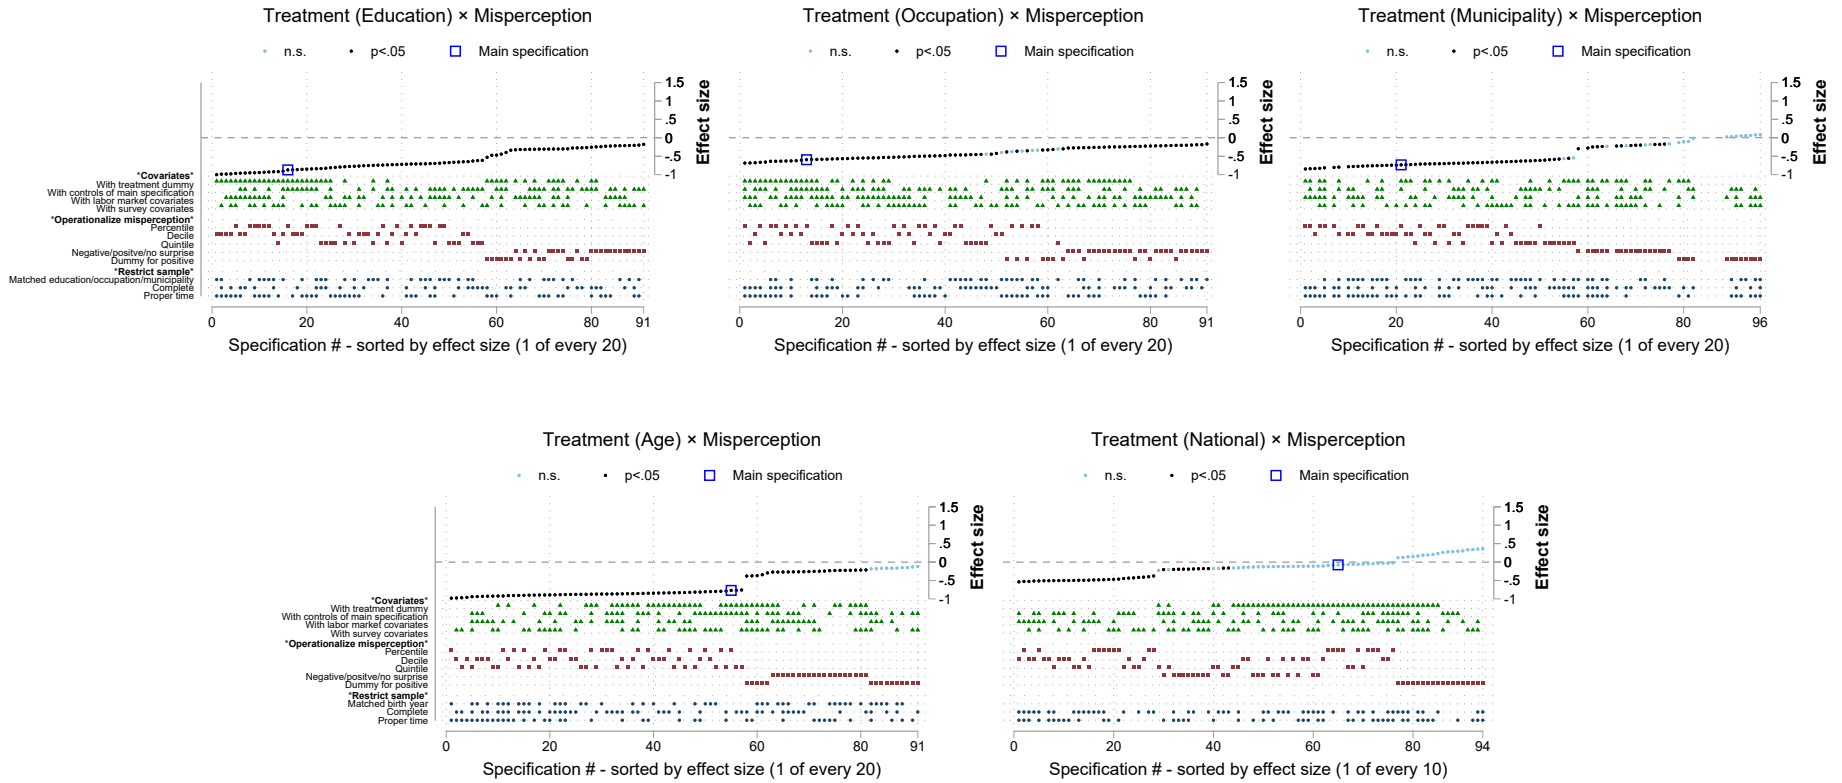 Treatment (Education) × Misperception
n.s. p<.05 Main specification
1.5
1
.5
0
-.5
-1
Effect size
*Covariates*
With treatment dummy
With controls of main specification
With labor market covariates
With survey covariates
*Operationalize misperception*
Percentile
Decile
Quintile
Negative/positve/no surprise
Dummy for positive
*Restrict sample*
Matched education/occupation/municipality
Complete
Proper time
0 20 40 60 80 91
Specification # - sorted by effect size (1 of every 20)
Treatment (Occupation) × Misperception
n.s. p<.05 Main specification
1.5
1
.5
0
-.5
-1
Effect size
0 20 40 60 80 91
Specification # - sorted by effect size (1 of every 20)
Treatment (Municipality) × Misperception
n.s. p<.05 Main specification
1.5
1
.5
0
-.5
-1
Effect size
0 20 40 60 80 96
Specification # - sorted by effect size (1 of every 20)
Treatment (Age) × Misperception
n.s. p<.05 Main specification
1.5
1
.5
0
-.5
-1
Effect size
*Covariates*
With treatment dummy
With controls of main specification
With labor market covariates
With survey covariates
*Operationalize misperception*
Percentile
Decile
Quintile
Negative/positve/no surprise
Dummy for positive
*Restrict sample*
Matched birth year
Complete
Proper time
0 20 40 60 80 91
Specification # - sorted by effect size (1 of every 20)
Treatment (National) × Misperception
n.s. p<.05 Main specification
1.5
1
.5
0
-.5
-1
Effect size
0 20 40 60 80 94
Specification # - sorted by effect size (1 of every 10)